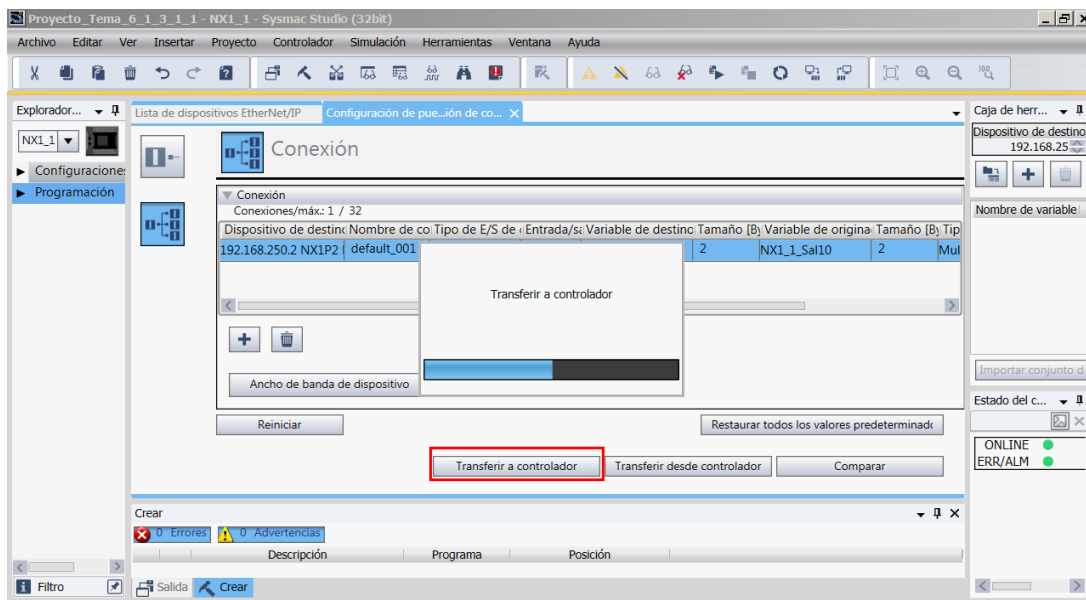 Proyecto_Tema_6_1_3_1_1 - NX1_1 - Sysmac Studio (32bit)
Archivo Editar Ver Insertar Proyecto Controlador Simulación Herramientas Ventana Ayuda
Explorador...
NX1_1
Configuraciones
Programación
Lista de dispositivos EtherNet/IP
Configuración de pue...ión de co...
Conexión
Conexión
Conexiones/máx.: 1 / 32
Dispositivo de destino Nombre de co Tipo de E/S de Entrada/sa Variable de destino Tamaño [By Variable de origina Tamaño [By Tip
192.168.250.2 NX1P2 default_001 2 NX1_1_Sal10 2 Mul
Transferir a controlador
Ancho de banda de dispositivo
Reiniciar
Restaurar todos los valores predeterminado
Transferir a controlador
Transferir desde controlador
Comparar
Crear
0 Errores
0 Advertencias
Descripción Programa Posición
Filtro
Salida
Crear
Caja de herr...
Dispositivo de destino
192.168.25
Nombre de variable
Importar conjunto d
Estado del c...
ONLINE
ERR/ALM